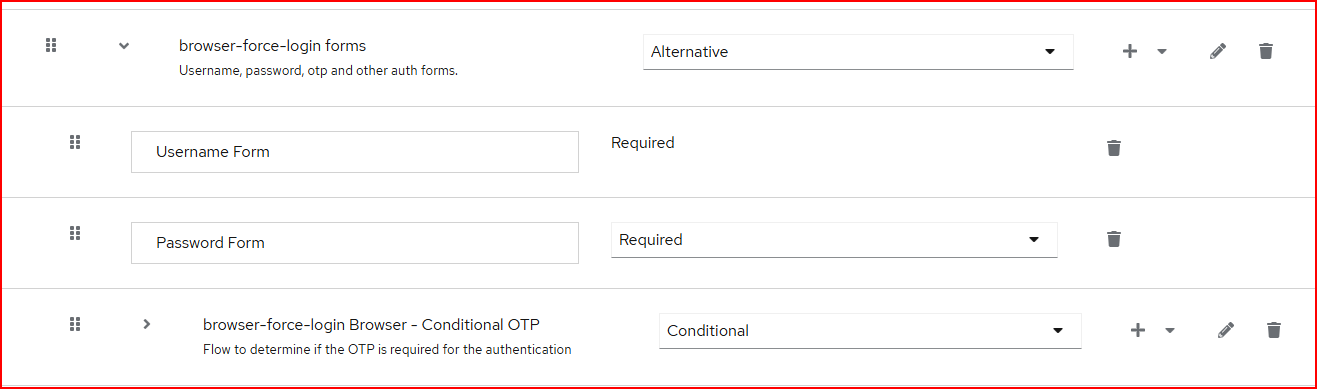 browser-force-login forms
Alternative
Username, password, otp and other auth forms.
Username Form
Required
Password Form
Required
browser-force-login Browser - Conditional OTP
Conditional
Flow to determine if the OTP is required for the authentication